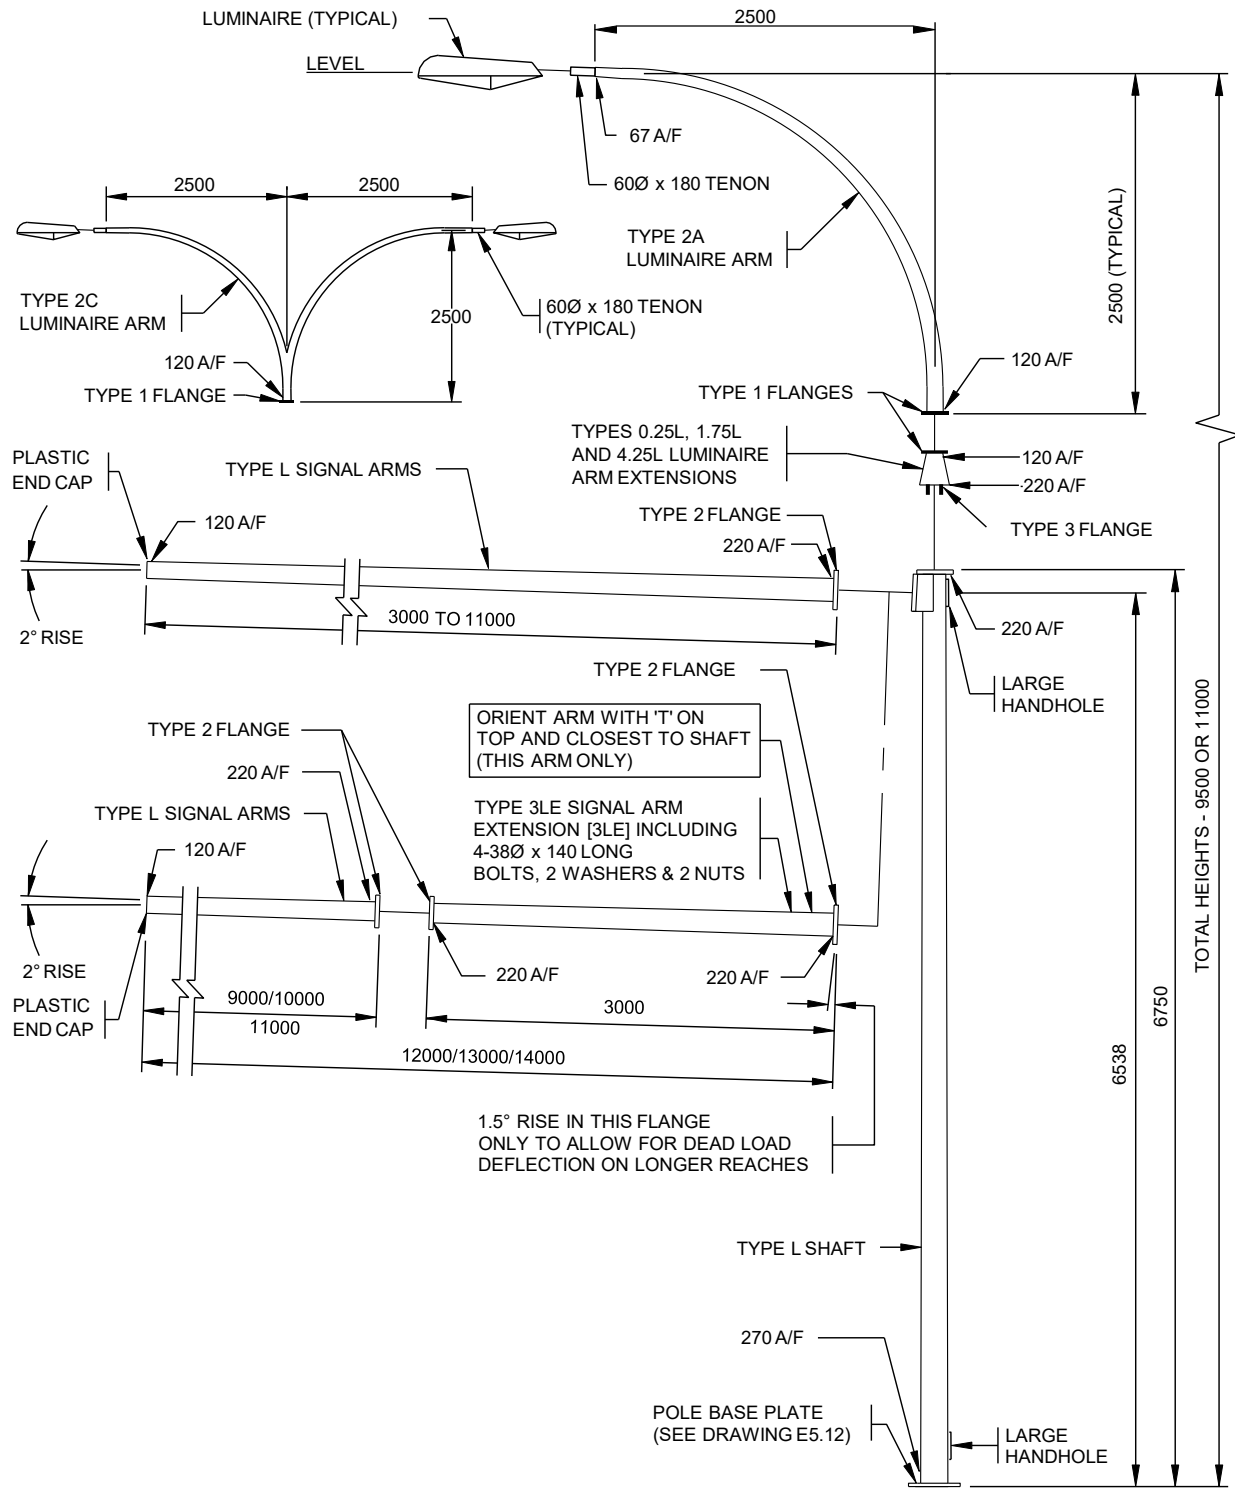 LUMINAIRE (TYPICAL)
LEVEL
2500
67 A/F
60Ø x 180 TENON
TYPE 2A
LUMINAIRE ARM
2500 (TYPICAL)
2500
2500
TYPE 2C
LUMINAIRE ARM
2500
60Ø x 180 TENON
(TYPICAL)
120 A/F
TYPE 1 FLANGE
120 A/F
TYPE 1 FLANGES
TYPES 0.25L, 1.75L
AND 4.25L LUMINAIRE
ARM EXTENSIONS
120 A/F
220 A/F
TYPE 3 FLANGE
PLASTIC
END CAP
TYPE L SIGNAL ARMS
120 A/F
TYPE 2 FLANGE
220 A/F
2° RISE
3000 TO 11000
220 A/F
LARGE
HANDHOLE
TYPE 2 FLANGE
ORIENT ARM WITH 'T' ON
TOP AND CLOSEST TO SHAFT
(THIS ARM ONLY)
TYPE 2 FLANGE
220 A/F
TYPE L SIGNAL ARMS
120 A/F
TYPE 3LE SIGNAL ARM
EXTENSION [3LE] INCLUDING
4-38Ø x 140 LONG
BOLTS, 2 WASHERS & 2 NUTS
2° RISE
PLASTIC
END CAP
220 A/F
220 A/F
9000/10000
11000
3000
12000/13000/14000
1.5° RISE IN THIS FLANGE
ONLY TO ALLOW FOR DEAD LOAD
DEFLECTION ON LONGER REACHES
6538
6750
TOTAL HEIGHTS - 9500 OR 11000
TYPE L SHAFT
270 A/F
POLE BASE PLATE
(SEE DRAWING E5.12)
LARGE
HANDHOLE